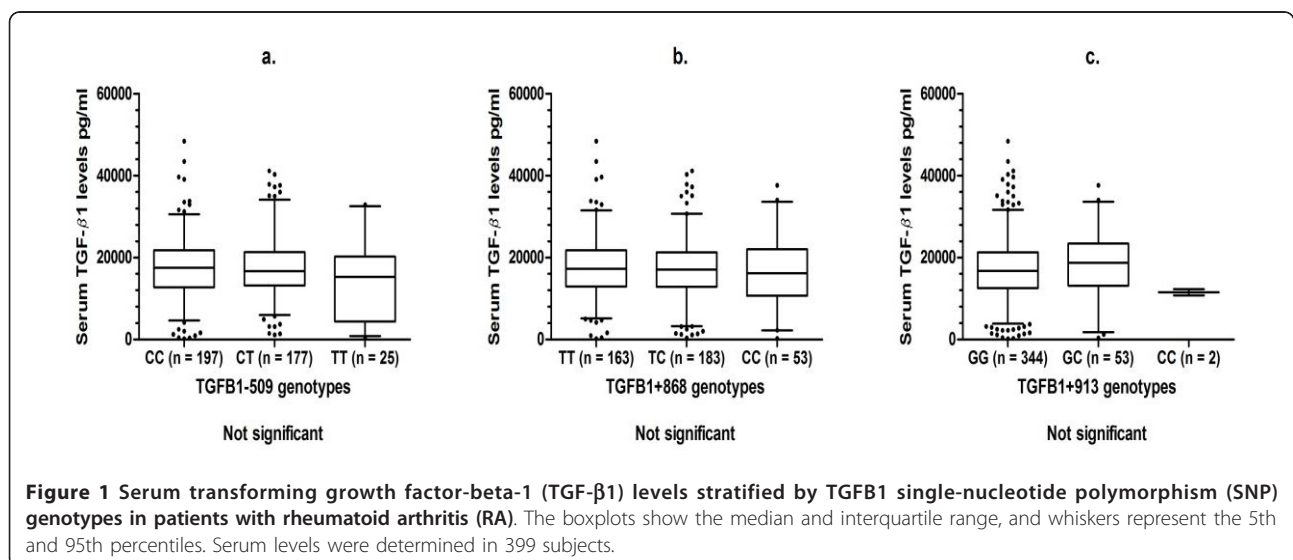 a.
Serum TGF-β1 levels pg/ml
60000
40000
20000
0
CC (n = 197) CT (n = 177) TT (n = 25)
TGFB1-509 genotypes
Not significant
b.
Serum TGF-β1 levels pg/ml
60000
40000
20000
0
TT (n = 163) TC (n = 183) CC (n = 53)
TGFB1+868 genotypes
Not significant
c.
Serum TGF-β1 levels pg/ml
60000
40000
20000
0
GG (n = 344) GC (n = 53) CC (n = 2)
TGFB1+913 genotypes
Not significant
Figure 1 Serum transforming growth factor-beta-1 (TGF-β1) levels stratified by TGFB1 single-nucleotide polymorphism (SNP)
genotypes in patients with rheumatoid arthritis (RA). The boxplots show the median and interquartile range, and whiskers represent the 5th
and 95th percentiles. Serum levels were determined in 399 subjects.